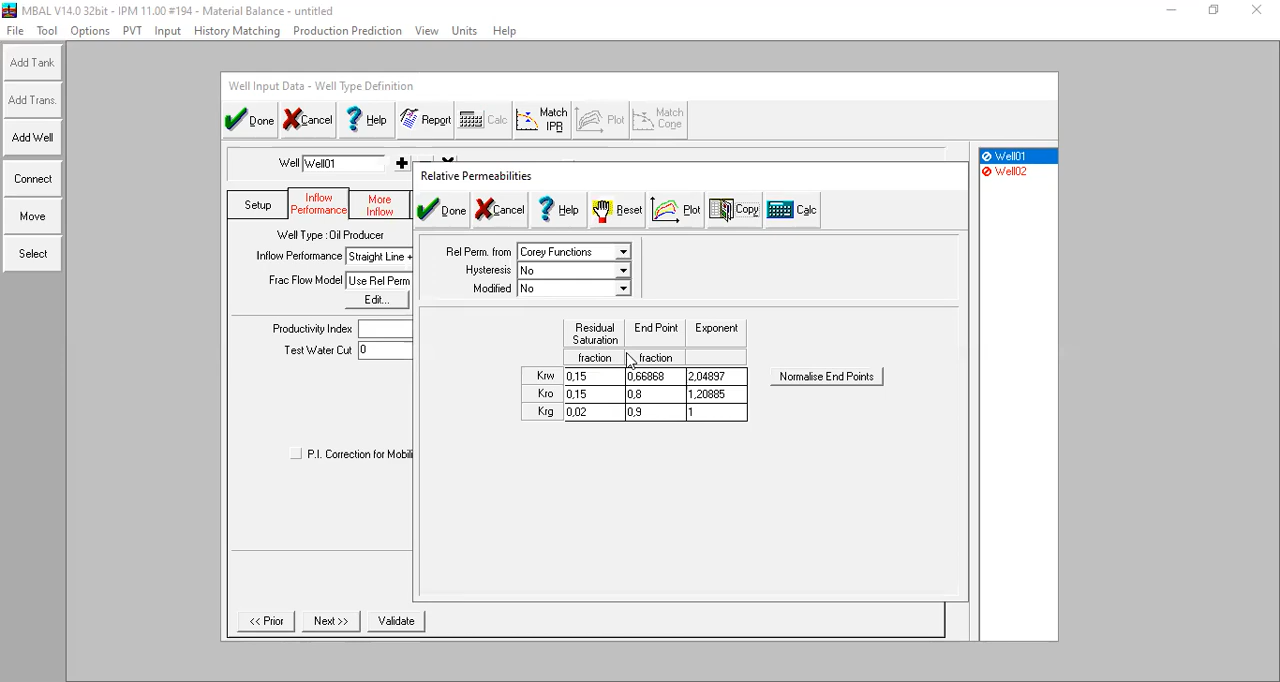 MBAL V14.0 32bit - IPM 11.00 #194 - Material Balance - untitled
File Tool Options PVT Input History Matching Production Prediction View Units Help
Add Tank
Add Trans.
Add Well
Connect
Move
Select
Well Input Data - Well Type Definition
Done Cancel Help Report Calc Match IPR Plot Match Cone
Well Well01
Well01
Well02
Setup Inflow Performance More Inflow
Well Type : Oil Producer
Inflow Performance Straight Line +
Frac Flow Model Use Rel Perm
Edit...
Productivity Index
Test Water Cut 0
P.I. Correction for Mobili
<< Prior Next >> Validate
Relative Permeabilities
Done Cancel Help Reset Plot Copy Calc
Rel Perm. from Corey Functions
Hysteresis No
Modified No
Residual Saturation End Point Exponent
fraction fraction
Krw 0,15 0,66868 2,04897
Kro 0,15 0,8 1,20885
Krg 0,02 0,9 1
Normalise End Points